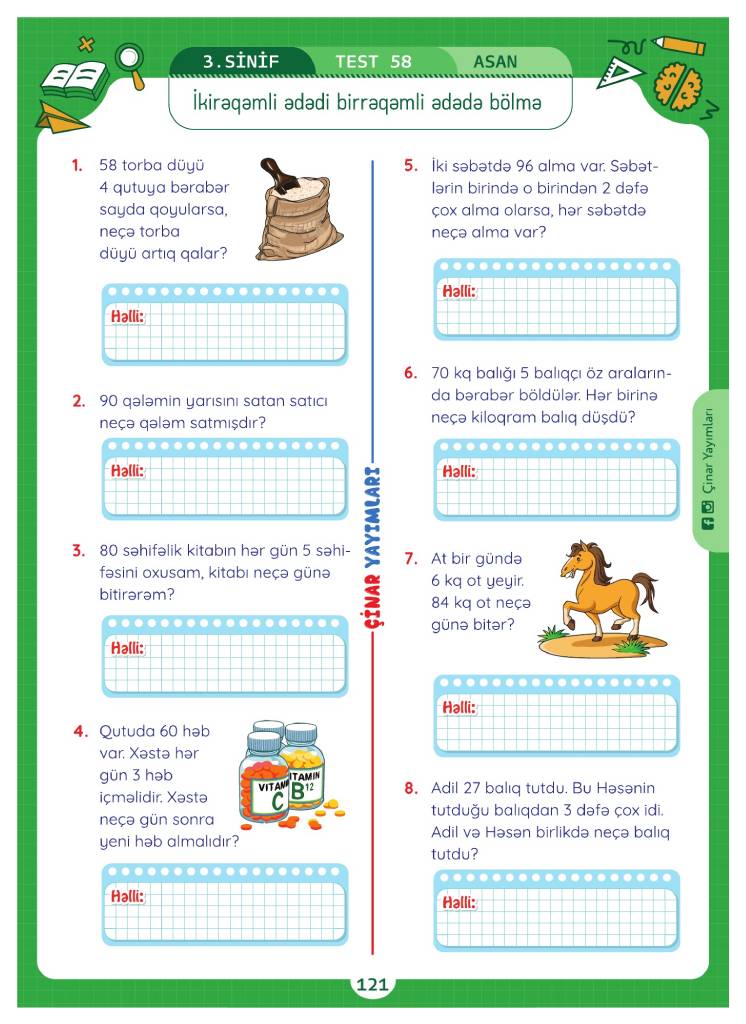 3.SİNİF
TEST 58
ASAN
İkirəqəmli ədədi birrəqəmli ədədə bölmə
1. 58 torba düyü
4 qutuya bərabər
sayda qoyularsa,
neçə torba
düyü artıq qalar?
Həlli:
2. 90 qələmin yarısını satan satıcı
neçə qələm satmışdır?
Həlli:
3. 80 səhifəlik kitabın hər gün 5 səhi-
fəsini oxusam, kitabı neçə günə
bitirərəm?
Həlli:
4. Qutuda 60 həb
var. Xəstə hər
gün 3 həb
içməlidir. Xəstə
neçə gün sonra
yeni həb almalıdır?
VITAMIN
C
VITAMIN
B12
Həlli:
ÇİNAR YAYIMLARI
5. İki səbətdə 96 alma var. Səbət-
lərin birində o birindən 2 dəfə
çox alma olarsa, hər səbətdə
neçə alma var?
Həlli:
6. 70 kq balığı 5 balıqçı öz araların-
da bərabər böldülər. Hər birinə
neçə kiloqram balıq düşdü?
Həlli:
7. At bir gündə
6 kq ot yeyir.
84 kq ot neçə
günə bitər?
Həlli:
8. Adil 27 balıq tutdu. Bu Həsənin
tutduğu balıqdan 3 dəfə çox idi.
Adil və Həsən birlikdə neçə balıq
tutdu?
Həlli:
Çinar Yayımları
121